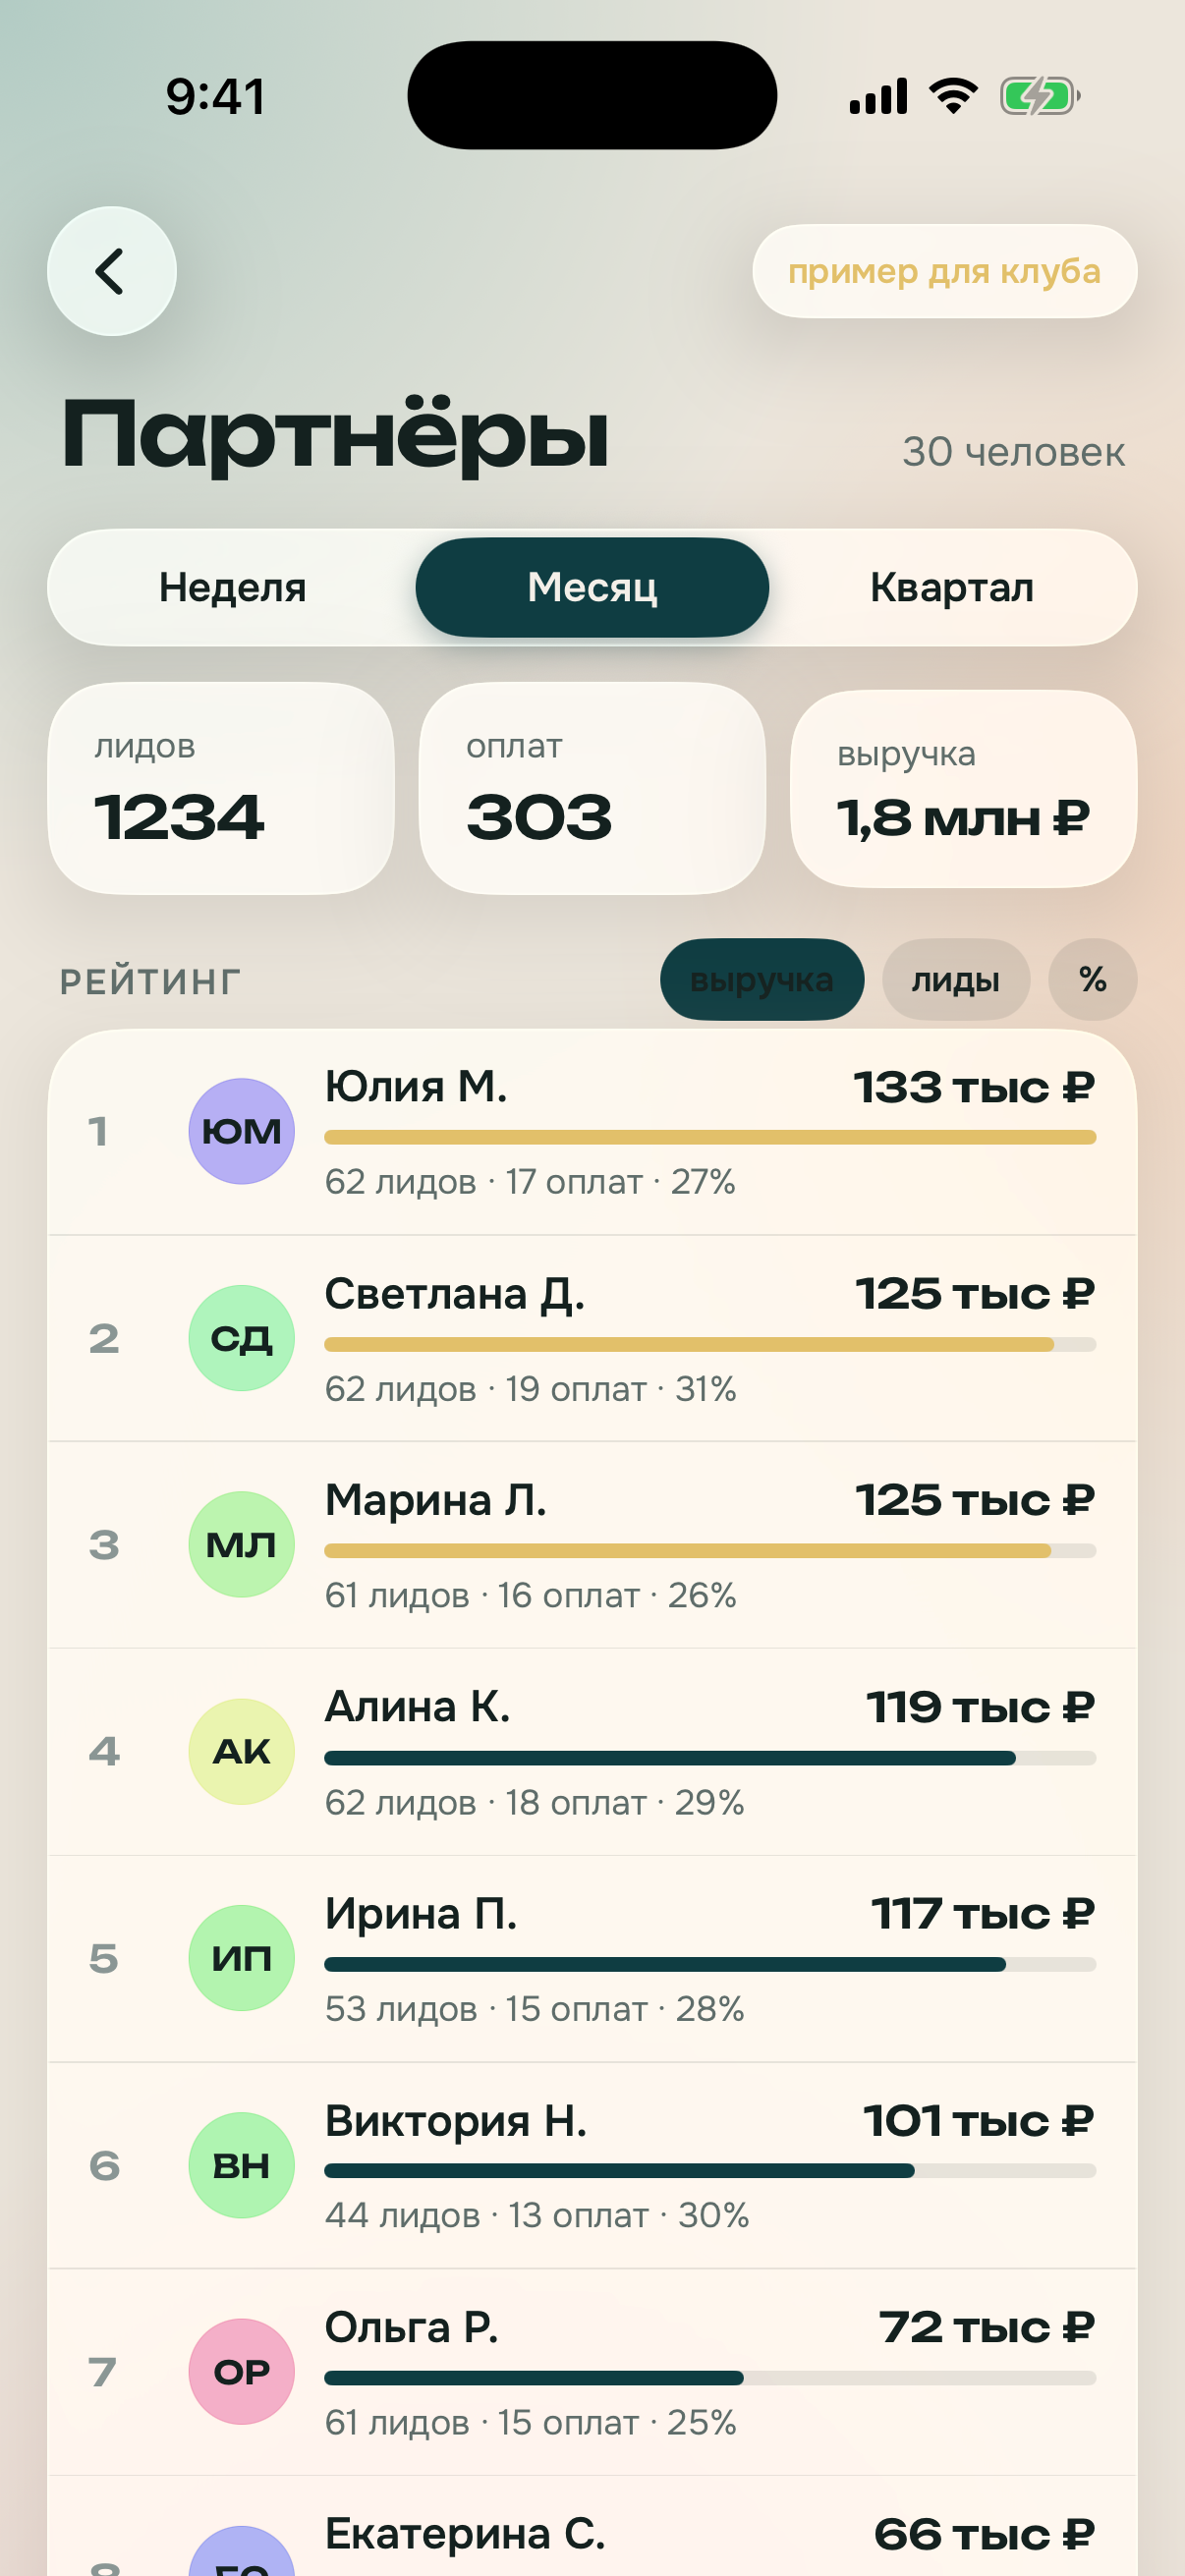 9:41
пример для клуба
Партнёры
30 человек
Неделя
Месяц
Квартал
лидов
1234
оплат
303
выручка
1,8 млн ₽
РЕЙТИНГ
выручка
лиды
%
1
ЮМ
Юлия М.
133 тыс ₽
62 лидов · 17 оплат · 27%
2
СД
Светлана Д.
125 тыс ₽
62 лидов · 19 оплат · 31%
3
МЛ
Марина Л.
125 тыс ₽
61 лидов · 16 оплат · 26%
4
АК
Алина К.
119 тыс ₽
62 лидов · 18 оплат · 29%
5
ИП
Ирина П.
117 тыс ₽
53 лидов · 15 оплат · 28%
6
ВН
Виктория Н.
101 тыс ₽
44 лидов · 13 оплат · 30%
7
ОР
Ольга Р.
72 тыс ₽
61 лидов · 15 оплат · 25%
Екатерина С.
66 тыс ₽